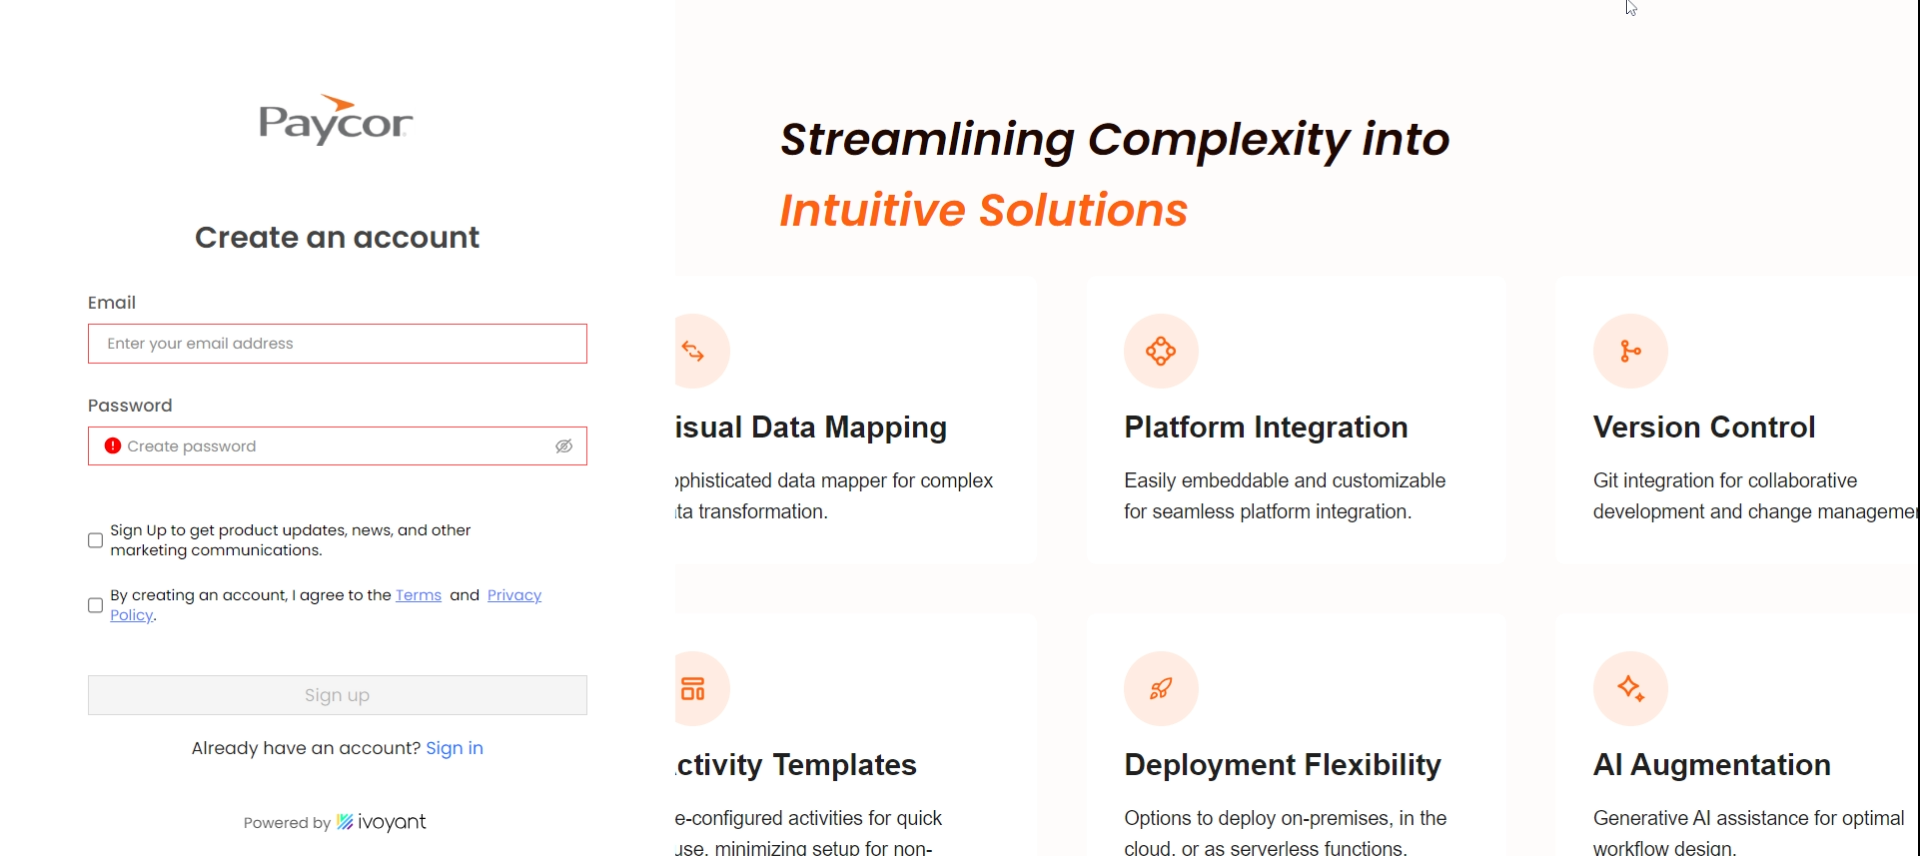 Paycor
Create an account
Email
Enter your email address
Password
Create password
Sign Up to get product updates, news, and other
marketing communications.
By creating an account, I agree to the Terms and Privacy
Policy.
Sign up
Already have an account? Sign in
Powered by ivoyant
Streamlining Complexity into
Intuitive Solutions
isual Data Mapping
phisticated data mapper for complex
ta transformation.
Platform Integration
Easily embeddable and customizable
for seamless platform integration.
Version Control
Git integration for collaborative
development and change managemen
ctivity Templates
e-configured activities for quick
use, minimizing setup for non-
Deployment Flexibility
Options to deploy on-premises, in the
cloud, or as serverless functions.
AI Augmentation
Generative AI assistance for optimal
workflow design.